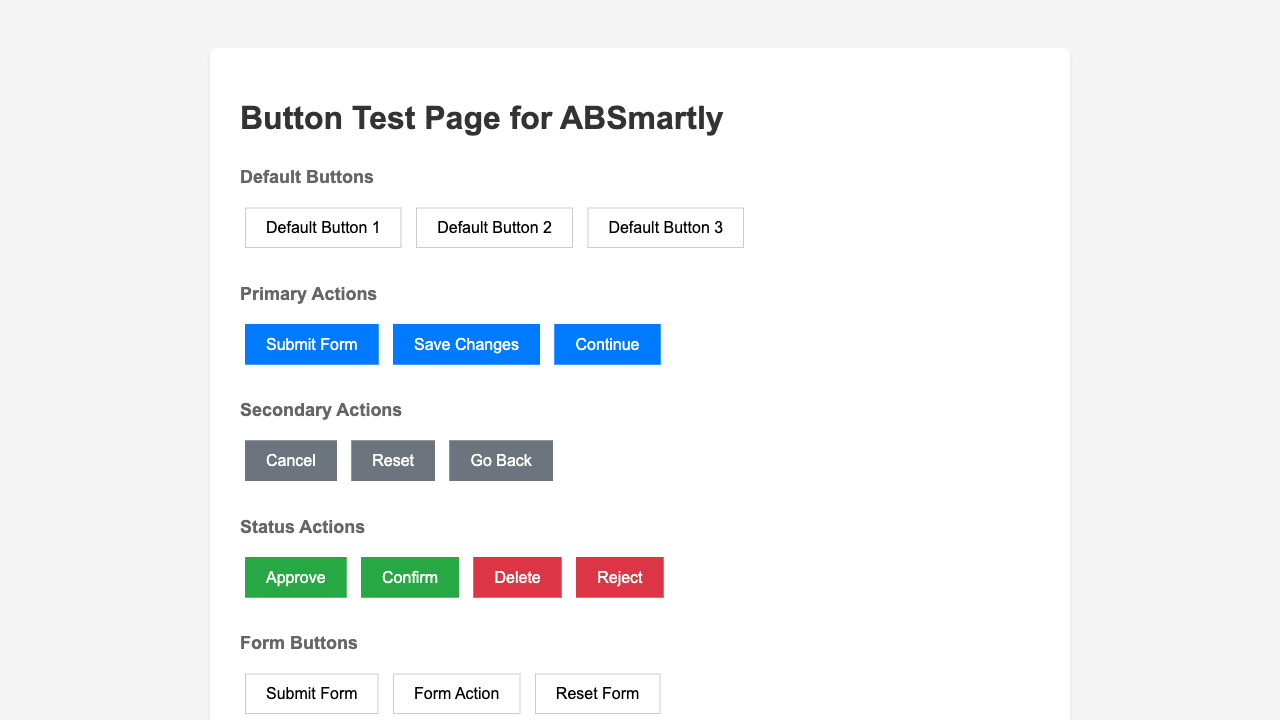 Button Test Page for ABSmartly
Default Buttons
Default Button 1 Default Button 2 Default Button 3
Primary Actions
Submit Form Save Changes Continue
Secondary Actions
Cancel Reset Go Back
Status Actions
Approve Confirm Delete Reject
Form Buttons
Submit Form Form Action Reset Form